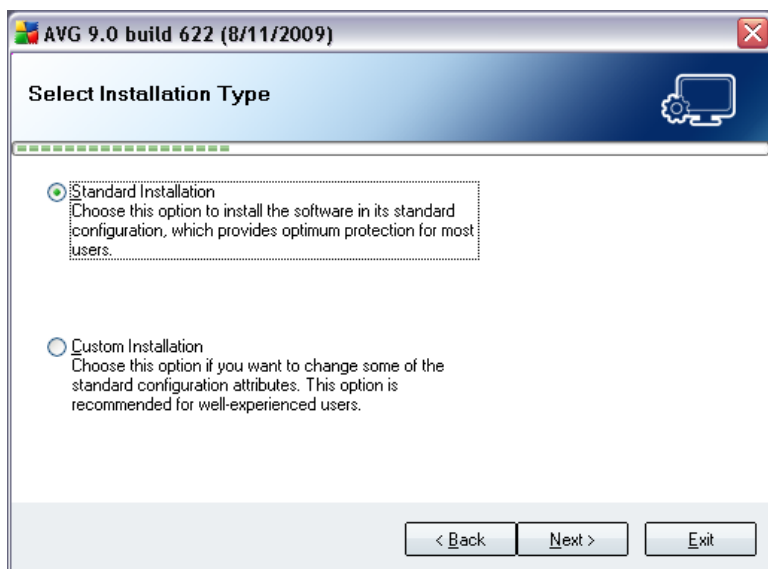 AVG 9.0 build 622 (8/11/2009)
Select Installation Type
Standard Installation
Choose this option to install the software in its standard
configuration, which provides optimum protection for most
users.
Custom Installation
Choose this option if you want to change some of the
standard configuration attributes. This option is
recommended for well-experienced users.
< Back
Next >
Exit